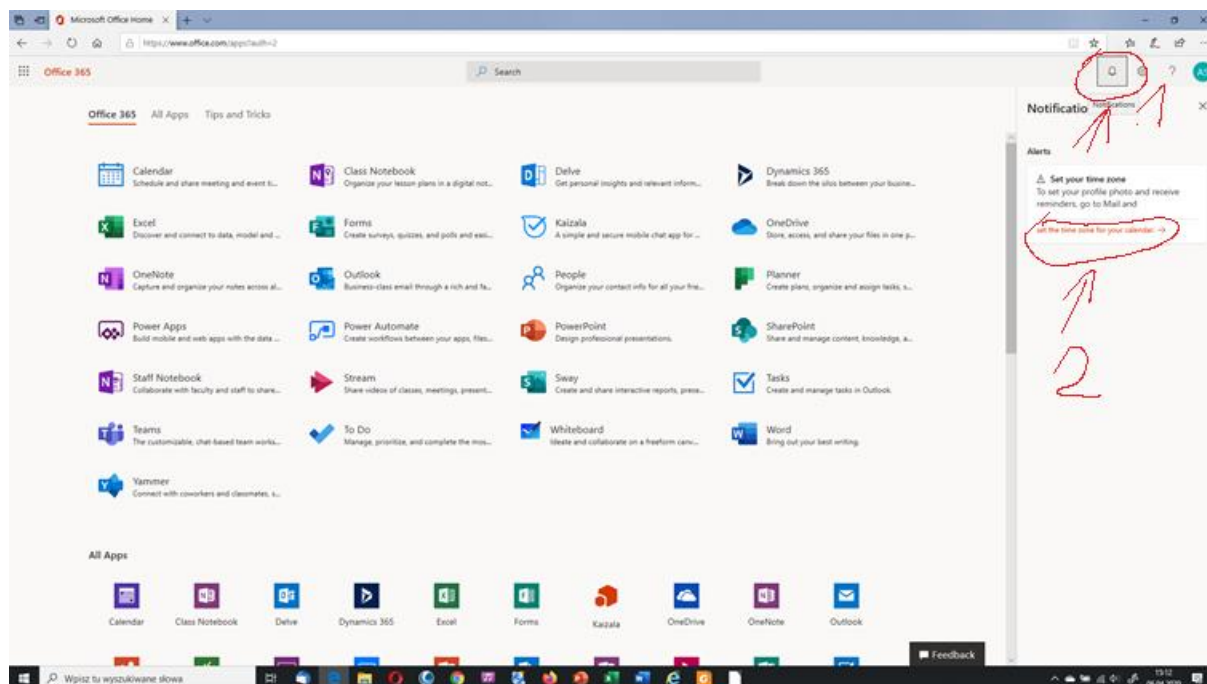 Microsoft Office Home
https://www.office.com/apps?auth=2
Office 365
Search
AS
Office 365 All Apps Tips and Tricks
Notificatio
Notifications
1
Alerts
Set your time zone
To set your profile photo and receive
reminders, go to Mail and
set the time zone for your calendar. →
2
Calendar
Schedule and share meeting and event ti...
Class Notebook
Organize your lesson plans in a digital not...
Delve
Get personal insights and relevant inform...
Dynamics 365
Break down the silos between your busine...
Excel
Discover and connect to data, model and ...
Forms
Create surveys, quizzes, and polls and easi...
Kaizala
A simple and secure mobile chat app for ...
OneDrive
Store, access, and share your files in one p...
OneNote
Capture and organize your notes across al...
Outlook
Business-class email through a rich and fa...
People
Organize your contact info for all your frie...
Planner
Create plans, organize and assign tasks, s...
Power Apps
Build mobile and web apps with the data ...
Power Automate
Create workflows between your apps, files...
PowerPoint
Design professional presentations.
SharePoint
Share and manage content, knowledge, a...
Staff Notebook
Collaborate with faculty and staff to share...
Stream
Share videos of classes, meetings, present...
Sway
Create and share interactive reports, prese...
Tasks
Create and manage tasks in Outlook.
Teams
The customizable, chat-based team works...
To Do
Manage, prioritize, and complete the mos...
Whiteboard
Ideate and collaborate on a freeform canv...
Word
Bring out your best writing.
Yammer
Connect with coworkers and classmates, s...
All Apps
Calendar
Class Notebook
Delve
Dynamics 365
Excel
Forms
Kaizala
OneDrive
OneNote
Outlook
Feedback
Wpisz tu wyszukiwane słowa
15:12